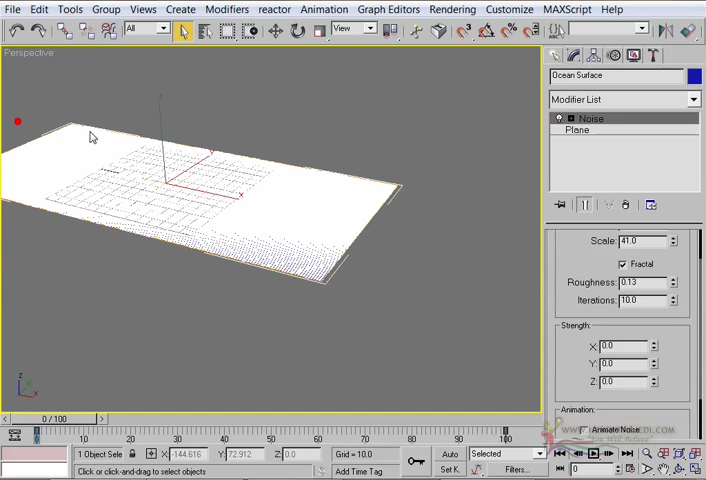 File Edit Tools Group Views Create Modifiers reactor Animation Graph Editors Rendering Customize MAXScript Help
All View
Perspective
Ocean Surface
Modifier List
Noise
Plane
Scale: 41.0
Fractal
Roughness: 0.13
Iterations: 10.0
Strength:
X: 0.0
Y: 0.0
Z: 0.0
Animation:
Animate Noise
y
x
z
x
0 / 100
0 10 20 30 40 50 60 70 80 90 100
1 Object Sele X: -144.616 Y: 72.912 Z: 0.0 Grid = 10.0 Auto Selected
Click or click-and-drag to select objects Add Time Tag Set K. Filters... 0